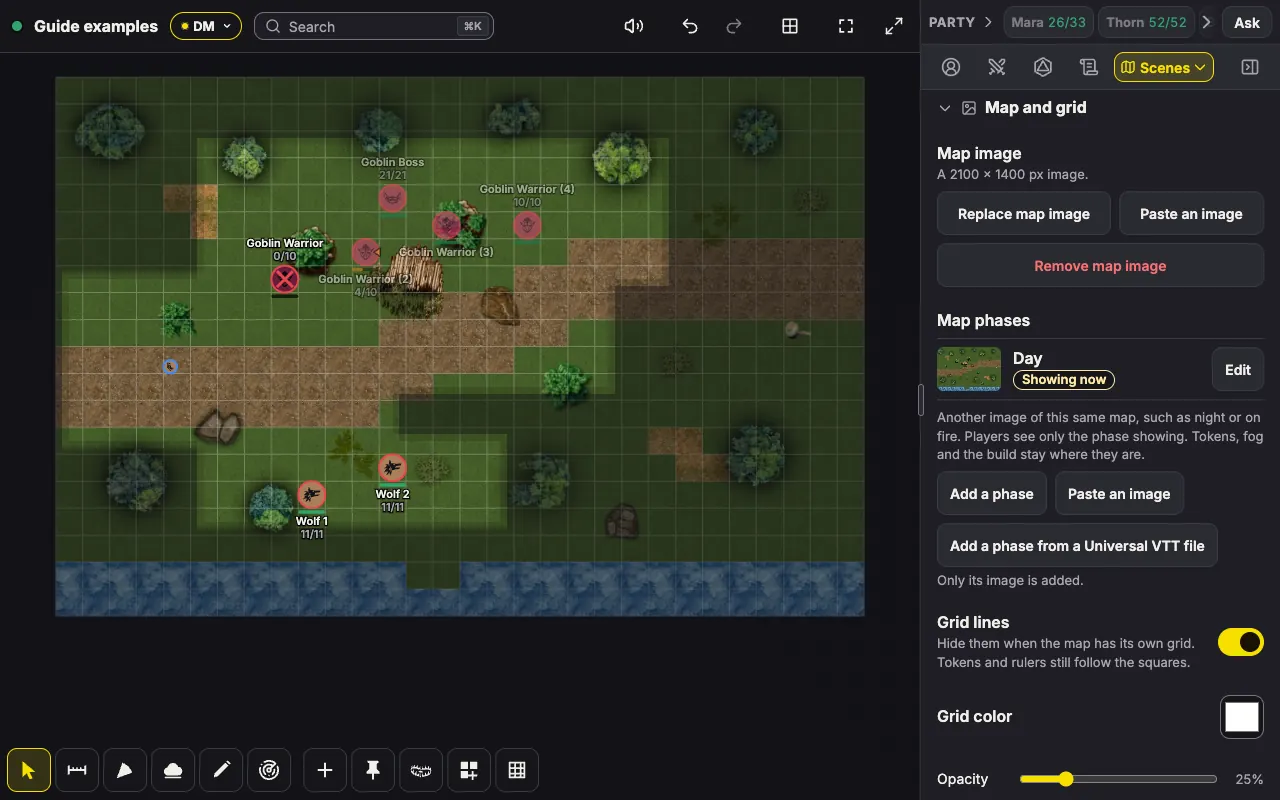 Guide examples
DM
Search
⌘K
PARTY
Mara 26/33
Thorn 52/52
Ask
Scenes
Goblin Boss
21/21
Goblin Warrior (4)
10/10
Goblin Warrior
0/10
Goblin Warrior (3)
Goblin Warrior (2)
4/10
Wolf 2
11/11
Wolf 1
11/11
Map and grid
Map image
A 2100 × 1400 px image.
Replace map image
Paste an image
Remove map image
Map phases
Day
Showing now
Edit
Another image of this same map, such as night or on
fire. Players see only the phase showing. Tokens, fog
and the build stay where they are.
Add a phase
Paste an image
Add a phase from a Universal VTT file
Only its image is added.
Grid lines
Hide them when the map has its own grid.
Tokens and rulers still follow the squares.
Grid color
Opacity
25%